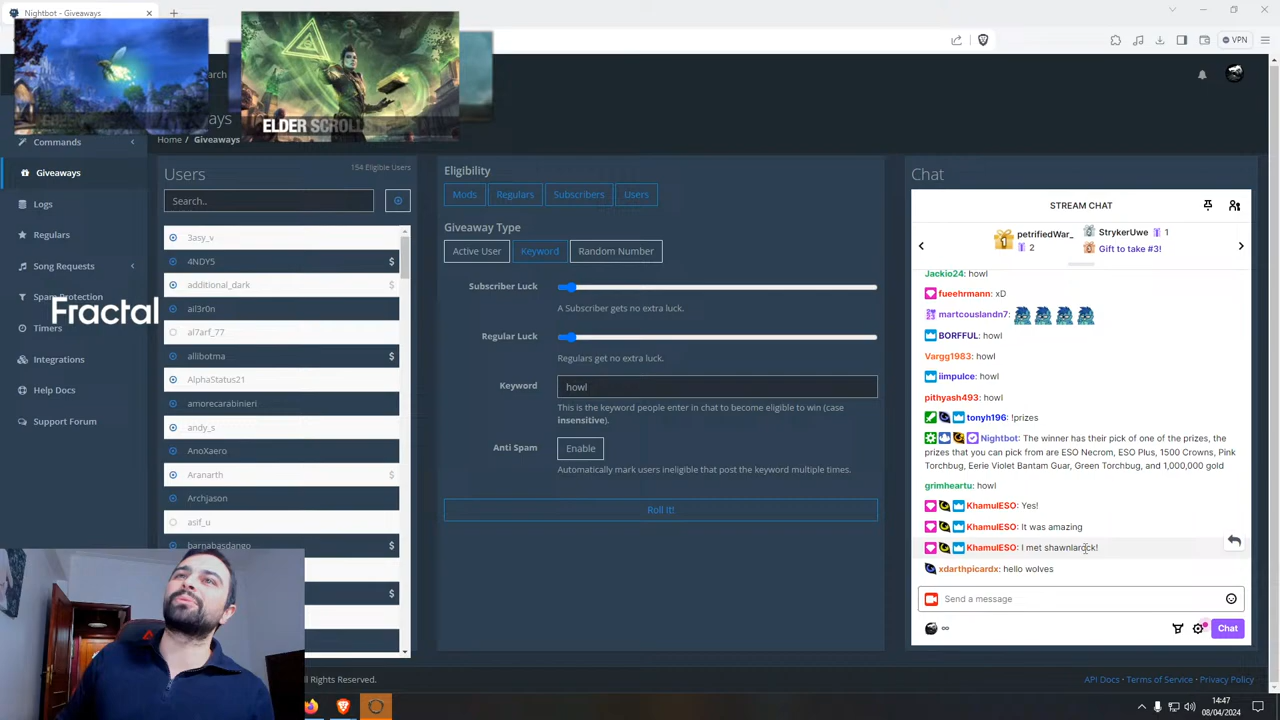 Nightbot - Giveaways
VPN
ELDER SCROLLS
Home / Giveaways
Commands
Giveaways
Logs
Regulars
Song Requests
Fractal
Timers
Integrations
Help Docs
Support Forum
Users
154 Eligible Users
Search..
3asy_v
4NDY5 $
additional_dark $
ail3r0n
al7arf_77
allibotma $
AlphaStatus21
amorecarabinieri
andy_s
AnoXaero
Aranarth $
Archjason
asif_u
barnabasdango
$
Eligibility
Mods Regulars Subscribers Users
Giveaway Type
Active User Keyword Random Number
Subscriber Luck
A Subscriber gets no extra luck.
Regular Luck
Regulars get no extra luck.
Keyword howl
This is the keyword people enter in chat to become eligible to win (case
insensitive).
Anti Spam Enable
Automatically mark users ineligible that post the keyword multiple times.
Roll It!
Chat
STREAM CHAT
1 petrifiedWar_ 2
StrykerUwe 1
Gift to take #3!
Jackio24: howl
fueehrmann: xD
martcouslandn7:
BORFFUL: howl
Vargg1983: howl
iimpulce: howl
pithyash493: howl
tonyh196: !prizes
Nightbot: The winner has their pick of one of the prizes, the
prizes that you can pick from are ESO Necrom, ESO Plus, 1500 Crowns, Pink
Torchbug, Eerie Violet Bantam Guar, Green Torchbug, and 1,000,000 gold
grimheartu: howl
KhamulESO: Yes!
KhamulESO: It was amazing
KhamulESO: I met shawnlarock!
xdarthpicardx: hello wolves
Send a message
∞
Chat
ll Rights Reserved.
API Docs - Terms of Service - Privacy Policy
14:47
08/04/2024